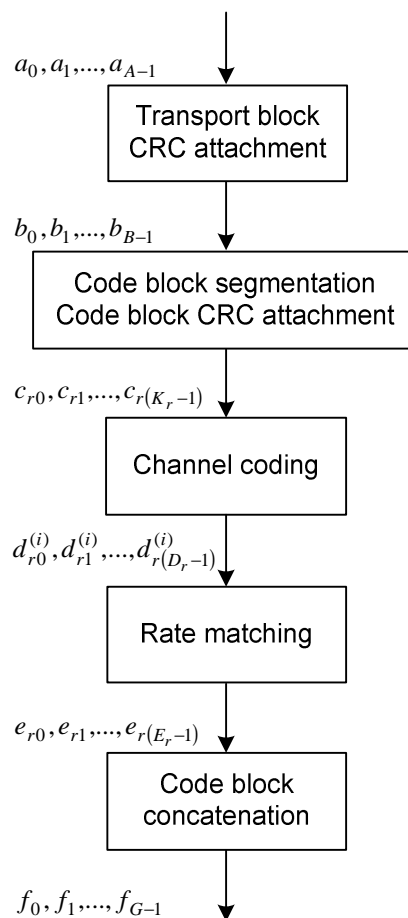 a_0, a_1,..., a_{A-1}
Transport block
CRC attachment
b_0, b_1,..., b_{B-1}
Code block segmentation
Code block CRC attachment
c_{r0}, c_{r1},..., c_{r(K_r-1)}
Channel coding
d_{r0}^{(i)}, d_{r1}^{(i)},..., d_{r(D_r-1)}^{(i)}
Rate matching
e_{r0}, e_{r1},..., e_{r(E_r-1)}
Code block
concatenation
f_0, f_1,..., f_{G-1}